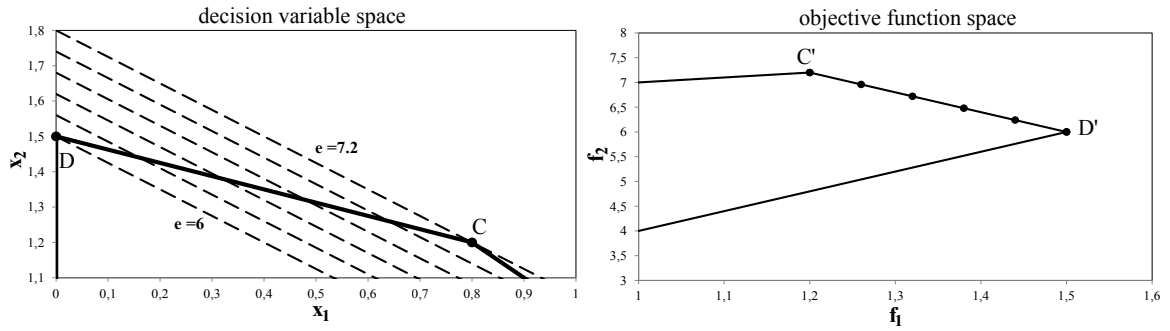 decision variable space
1,8
1,7
1,6
1,5
1,4
1,3
1,2
1,1
x2
D
e =7.2
e =6
C
0 0,1 0,2 0,3 0,4 0,5 0,6 0,7 0,8 0,9 1
x1
objective function space
8
7,5
7
6,5
6
5,5
5
4,5
4
3,5
3
f2
C'
D'
1 1,1 1,2 1,3 1,4 1,5 1,6
f1